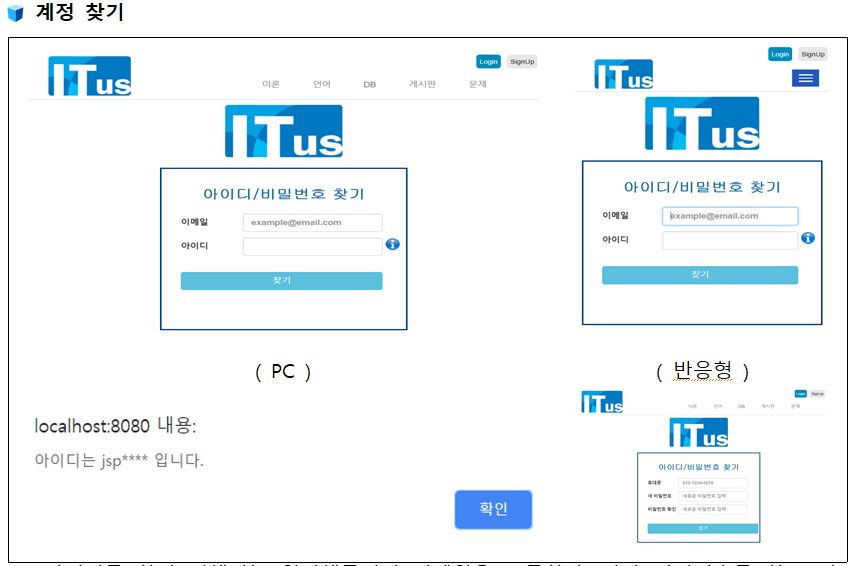 계정 찾기
ITus
Login SignUp
이론 언어 DB 게시판 문제
ITus
아이디/비밀번호 찾기
이메일 example@email.com
아이디
찾기
( PC )
ITus
Login SignUp
ITus
아이디/비밀번호 찾기
이메일 example@email.com
아이디
찾기
( 반응형 )
localhost:8080 내용:
아이디는 jsp**** 입니다.
확인
ITus
Login SignUp
이론 언어 DB 게시판 문제
ITus
아이디/비밀번호 찾기
휴대폰 010-1234-5678
새 비밀번호 새로운 비밀번호 입력
비밀번호 확인 새로운 비밀번호 입력
찾기